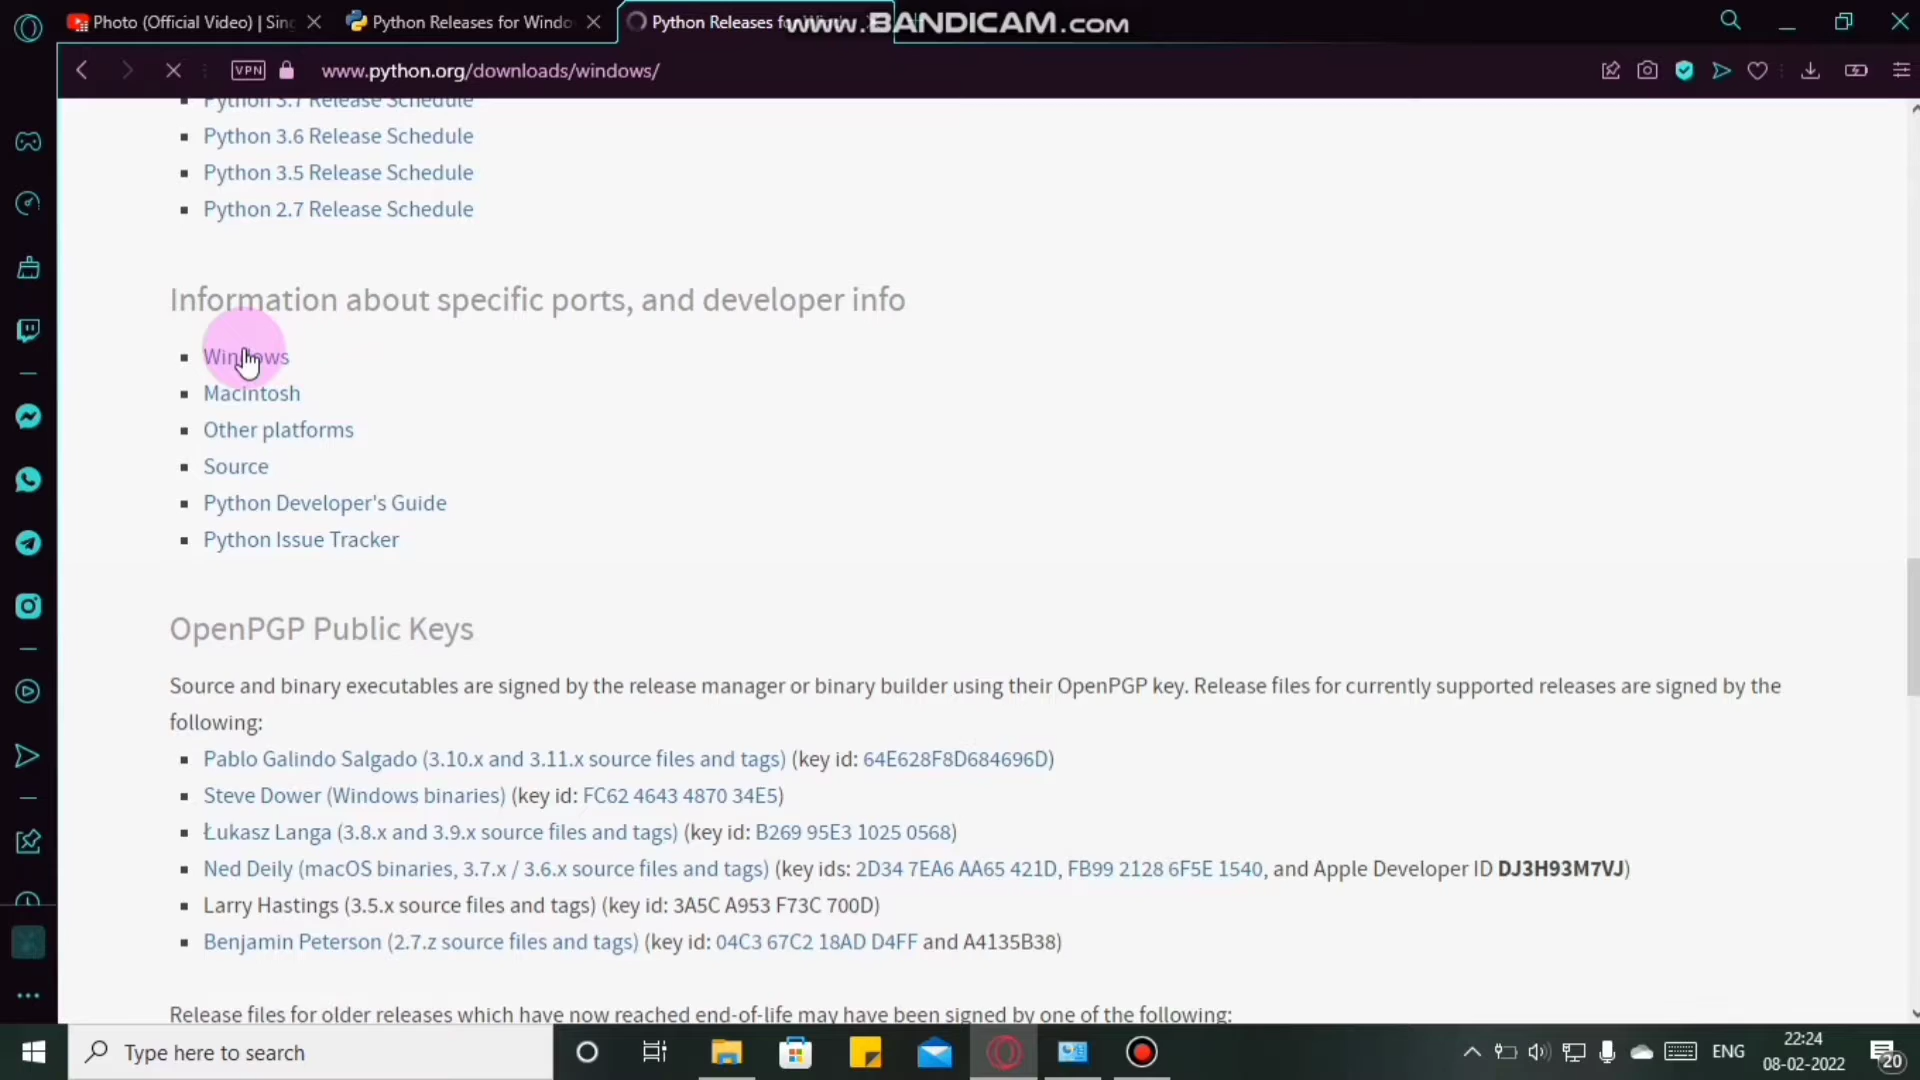 Photo (Official Video) | Sin
Python Releases for Windo
Python Releases fo
www.BANDICAM.com
VPN
www.python.org/downloads/windows/
Python 3.7 Release Schedule
Python 3.6 Release Schedule
Python 3.5 Release Schedule
Python 2.7 Release Schedule
Information about specific ports, and developer info
Windows
Macintosh
Other platforms
Source
Python Developer's Guide
Python Issue Tracker
OpenPGP Public Keys
Source and binary executables are signed by the release manager or binary builder using their OpenPGP key. Release files for currently supported releases are signed by the
following:
Pablo Galindo Salgado (3.10.x and 3.11.x source files and tags) (key id: 64E628F8D684696D)
Steve Dower (Windows binaries) (key id: FC62 4643 4870 34E5)
Łukasz Langa (3.8.x and 3.9.x source files and tags) (key id: B269 95E3 1025 0568)
Ned Deily (macOS binaries, 3.7.x / 3.6.x source files and tags) (key ids: 2D34 7EA6 AA65 421D, FB99 2128 6F5E 1540, and Apple Developer ID DJ3H93M7VJ)
Larry Hastings (3.5.x source files and tags) (key id: 3A5C A953 F73C 700D)
Benjamin Peterson (2.7.z source files and tags) (key id: 04C3 67C2 18AD D4FF and A4135B38)
Release files for older releases which have now reached end-of-life may have been signed by one of the following:
Type here to search
ENG
22:24
08-02-2022
20